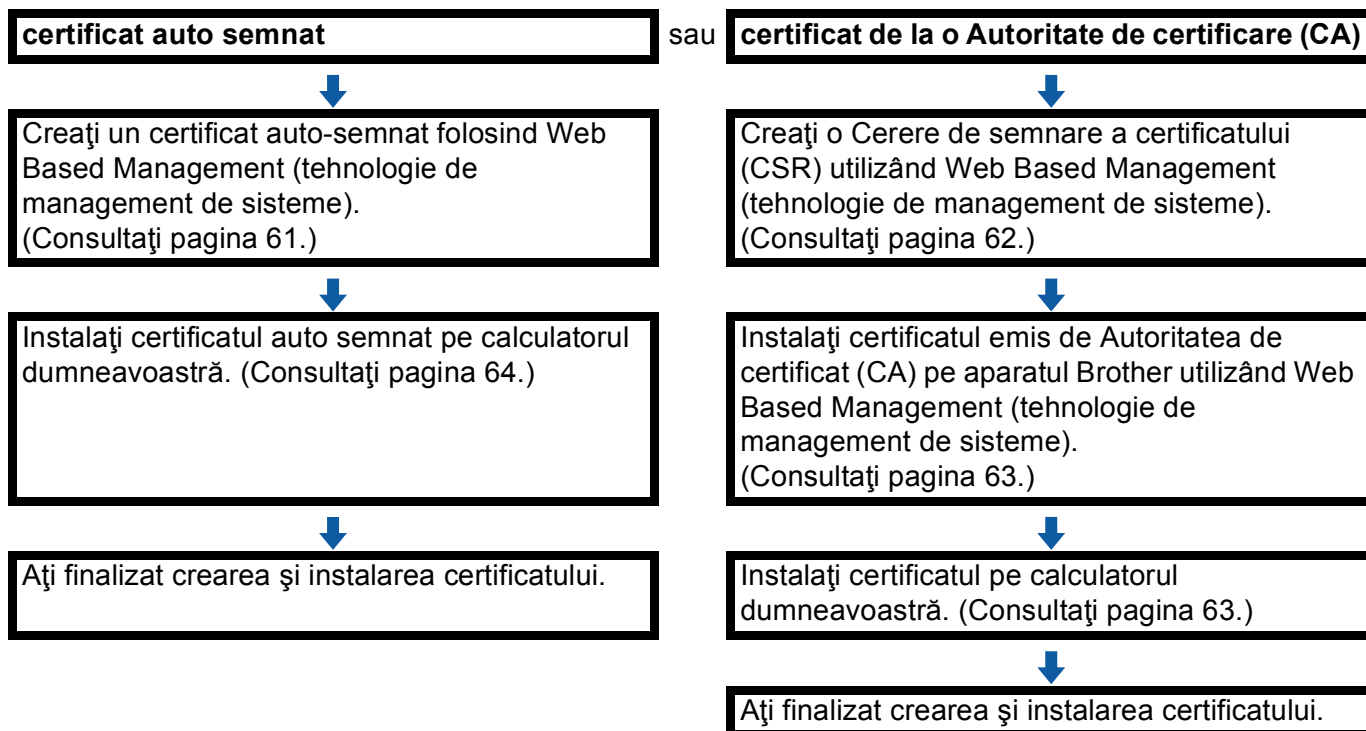 certificat auto semnat
sau
certificat de la o Autoritate de certificare (CA)
Creaţi un certificat auto-semnat folosind Web
Based Management (tehnologie de
management de sisteme).
(Consultaţi pagina 61.)
Creaţi o Cerere de semnare a certificatului
(CSR) utilizând Web Based Management
(tehnologie de management de sisteme).
(Consultaţi pagina 62.)
Instalaţi certificatul auto semnat pe calculatorul
dumneavoastră. (Consultaţi pagina 64.)
Instalaţi certificatul emis de Autoritatea de
certificat (CA) pe aparatul Brother utilizând Web
Based Management (tehnologie de
management de sisteme).
(Consultaţi pagina 63.)
Aţi finalizat crearea şi instalarea certificatului.
Instalaţi certificatul pe calculatorul
dumneavoastră. (Consultaţi pagina 63.)
Aţi finalizat crearea şi instalarea certificatului.